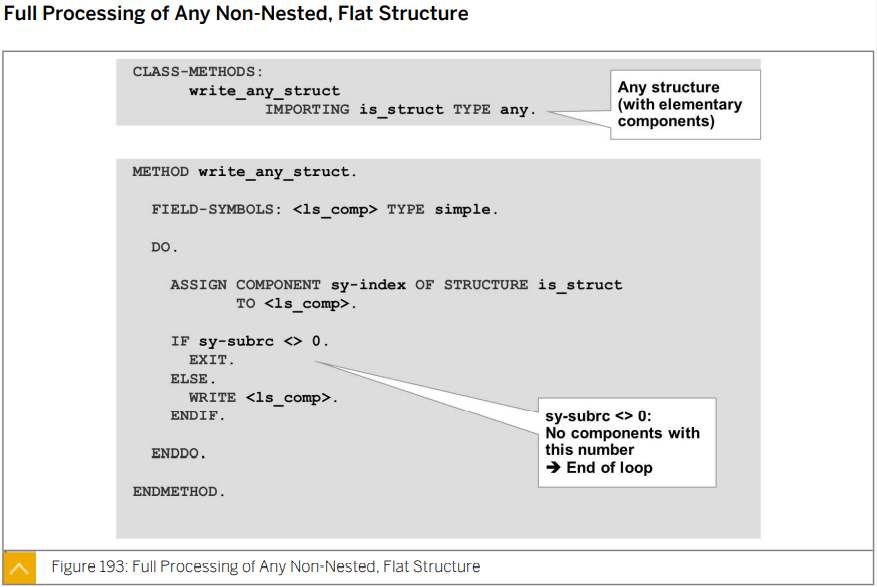 Full Processing of Any Non-Nested, Flat Structure
CLASS-METHODS:
write_any_struct
IMPORTING is_struct TYPE any.
Any structure
(with elementary
components)
METHOD write_any_struct.
FIELD-SYMBOLS: <ls_comp> TYPE simple.
DO.
ASSIGN COMPONENT sy-index OF STRUCTURE is_struct
TO <ls_comp>.
IF sy-subrc <> 0.
EXIT.
ELSE.
WRITE <ls_comp>.
ENDIF.
sy-subrc <> 0:
No components with
this number
➔ End of loop
ENDDO.
ENDMETHOD.
Figure 193: Full Processing of Any Non-Nested, Flat Structure